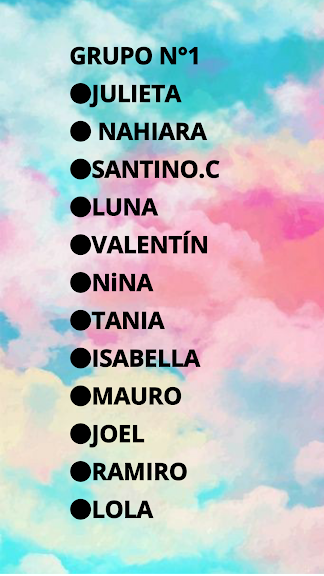 GRUPO N°1
●JULIETA
● NAHIARA
●SANTINO.C
●LUNA
●VALENTÍN
●NiNA
●TANIA
●ISABELLA
●MAURO
●JOEL
●RAMIRO
●LOLA